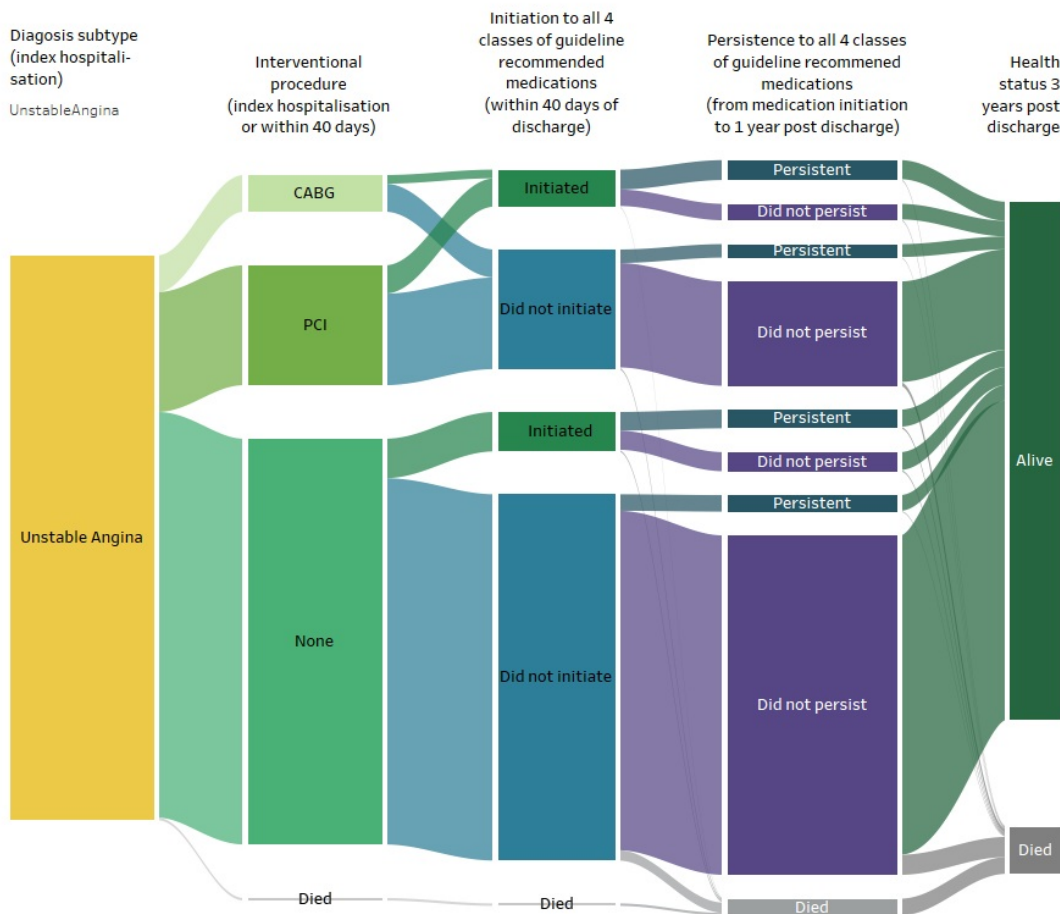 Diagosis subtype
(index hospitali-
sation)
UnstableAngina
Interventional
procedure
(index hospitalisation
or within 40 days)
Initiation to all 4
classes of guideline
recommended
medications
(within 40 days of
discharge)
Persistence to all 4 classes
of guideline recommened
medications
(from medication initiation
to 1 year post discharge)
Health
status 3
years post
discharge
Unstable Angina
CABG
PCI
None
Died
Initiated
Did not initiate
Initiated
Did not initiate
Died
Persistent
Did not persist
Persistent
Did not persist
Persistent
Did not persist
Persistent
Did not persist
Died
Alive
Died